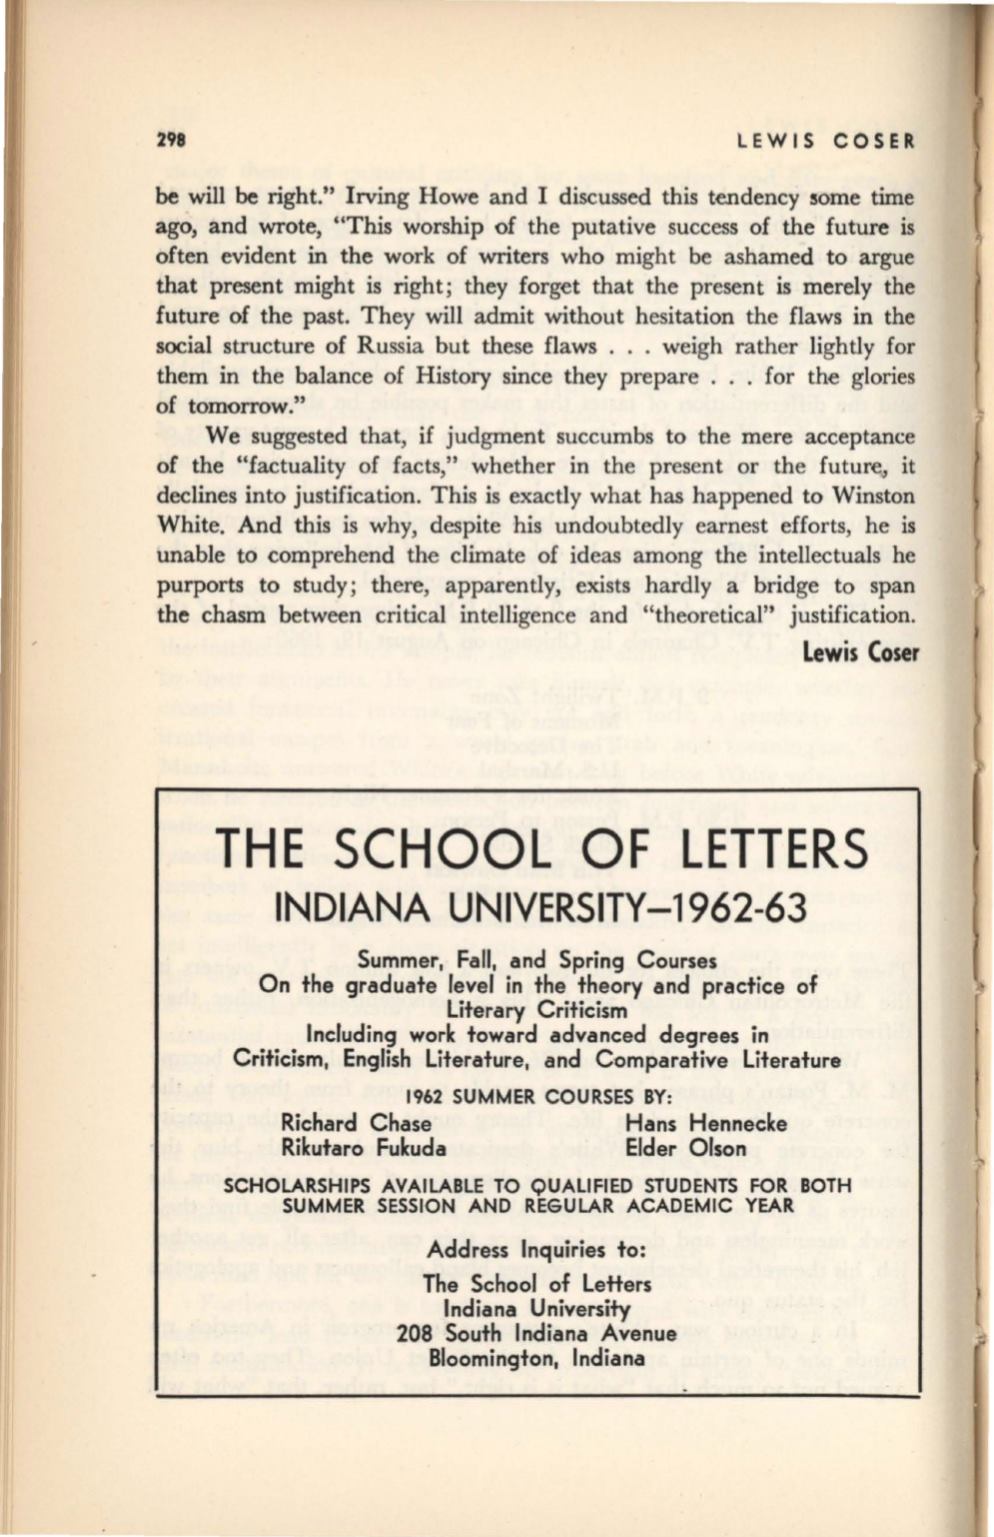 298 LEWIS COSER
be will be right.” Irving Howe and I discussed this tendency some time
ago, and wrote, “This worship of the putative success of the future is
often evident in the work of writers who might be ashamed to argue
that present might is right; they forget that the present is merely the
future of the past. They will admit without hesitation the flaws in the
social structure of Russia but these flaws . . . weigh rather lightly for
them in the balance of History since they prepare . . . for the glories
of tomorrow.”
We suggested that, if judgment succumbs to the mere acceptance
of the “factuality of facts,” whether in the present or the future, it
declines into justification. This is exactly what has happened to Winston
White. And this is why, despite his undoubtedly earnest efforts, he is
unable to comprehend the climate of ideas among the intellectuals he
purports to study; there, apparently, exists hardly a bridge to span
the chasm between critical intelligence and “theoretical” justification.
Lewis Coser
THE SCHOOL OF LETTERS
INDIANA UNIVERSITY—1962-63
Summer, Fall, and Spring Courses
On the graduate level in the theory and practice of
Literary Criticism
Including work toward advanced degrees in
Criticism, English Literature, and Comparative Literature
1962 SUMMER COURSES BY:
Richard Chase Hans Hennecke
Rikutaro Fukuda Elder Olson
SCHOLARSHIPS AVAILABLE TO QUALIFIED STUDENTS FOR BOTH
SUMMER SESSION AND REGULAR ACADEMIC YEAR
Address Inquiries to:
The School of Letters
Indiana University
208 South Indiana Avenue
Bloomington, Indiana